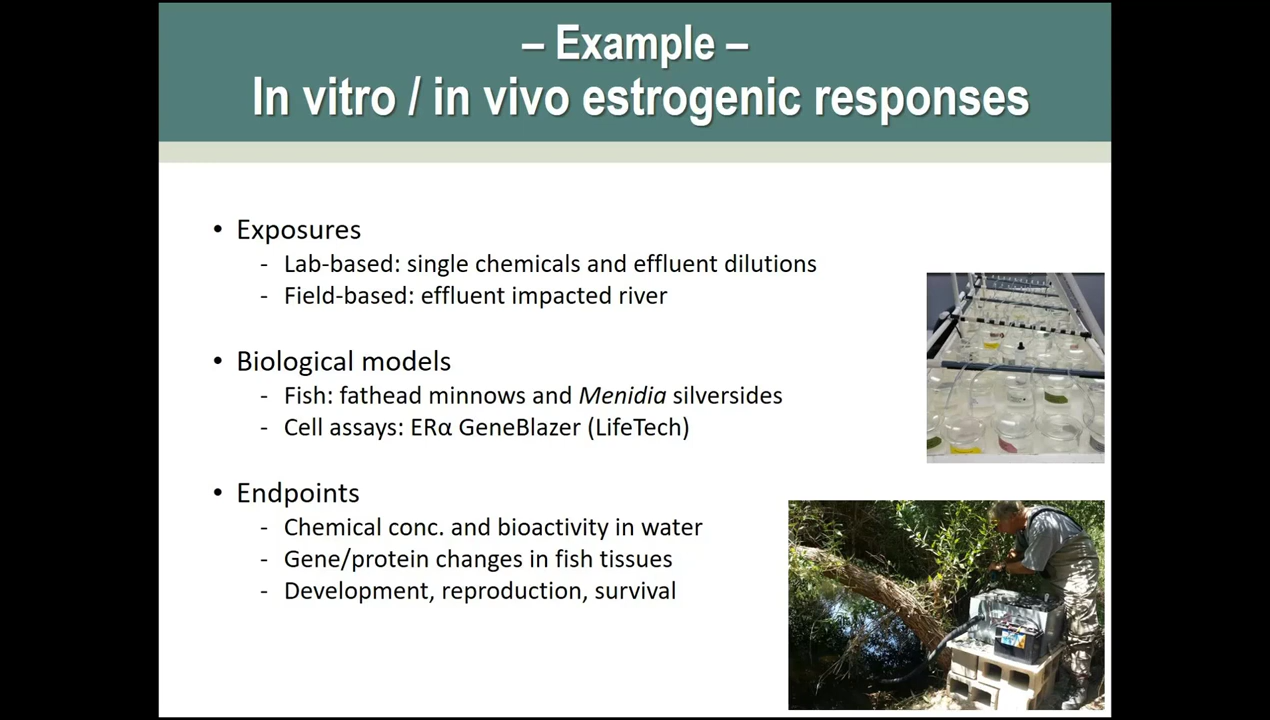 – Example –
In vitro / in vivo estrogenic responses
• Exposures
- Lab-based: single chemicals and effluent dilutions
- Field-based: effluent impacted river
• Biological models
- Fish: fathead minnows and Menidia silversides
- Cell assays: ERα GeneBlazer (LifeTech)
• Endpoints
- Chemical conc. and bioactivity in water
- Gene/protein changes in fish tissues
- Development, reproduction, survival